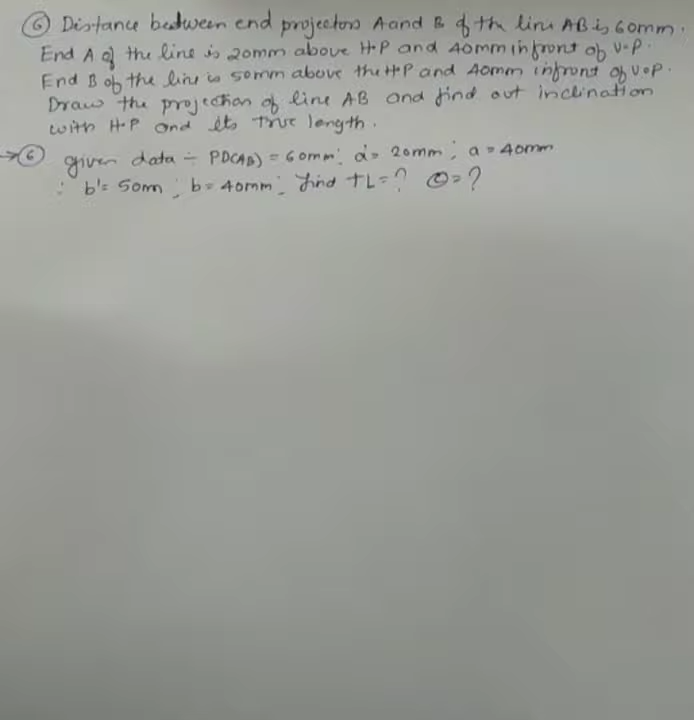 ⑥ Distance between end projectors A and B of the line AB is 60mm.
End A of the line is 20mm above H.P and 40mm infront of V.P.
End B of the line is 50mm above the H.P and 40mm infront of V.P.
Draw the projection of line AB and find out inclination
with H.P and its True length.
→⑥ given data ÷ PD(AB) = 60mm; a' = 20mm; a = 40mm
: b' = 50m; b = 40mm; find TL = ? θ = ?